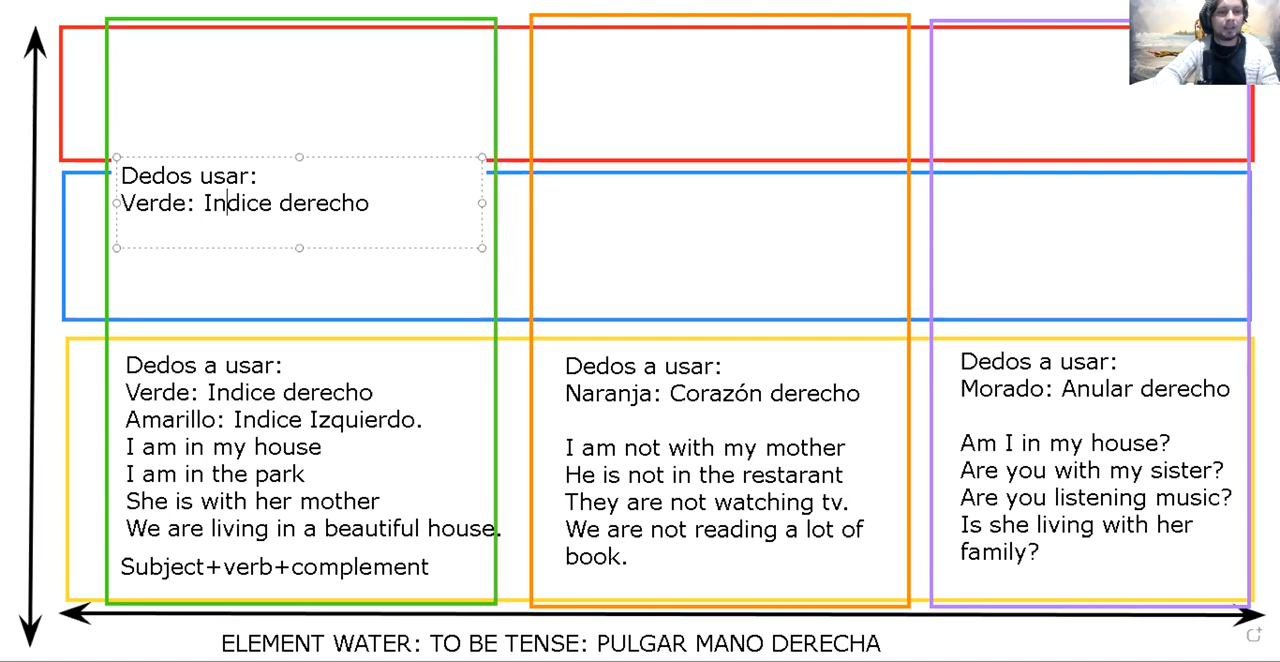 Dedos usar:
Verde: Indice derecho
Dedos a usar:
Verde: Indice derecho
Amarillo: Indice Izquierdo.
I am in my house
I am in the park
She is with her mother
We are living in a beautiful house.
Subject+verb+complement
Dedos a usar:
Naranja: Corazón derecho
I am not with my mother
He is not in the restarant
They are not watching tv.
We are not reading a lot of
book.
Dedos a usar:
Morado: Anular derecho
Am I in my house?
Are you with my sister?
Are you listening music?
Is she living with her
family?
ELEMENT WATER: TO BE TENSE: PULGAR MANO DERECHA